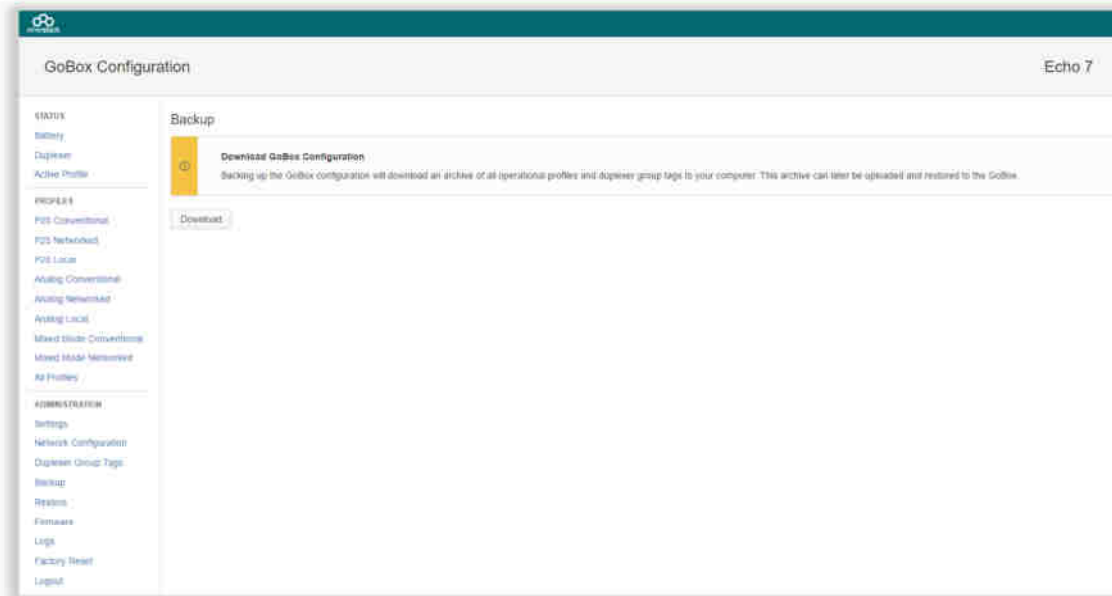 GoBox Configuration
Echo 7
STATUS
Battery
Duplexer
Active Profile
PROFILES
P25 Conventional
P25 Networked
P25 Local
Analog Conventional
Analog Networked
Analog Local
Mixed Mode Conventional
Mixed Mode Networked
All Profiles
ADMINISTRATION
Settings
Network Configuration
Duplexer Group Tags
Backup
Restore
Firmware
Logs
Factory Reset
Logout
Backup
Download GoBox Configuration
Backing up the GoBox configuration will download an archive of all operational profiles and duplexer group tags to your computer. This archive can later be uploaded and restored to the GoBox.
Download